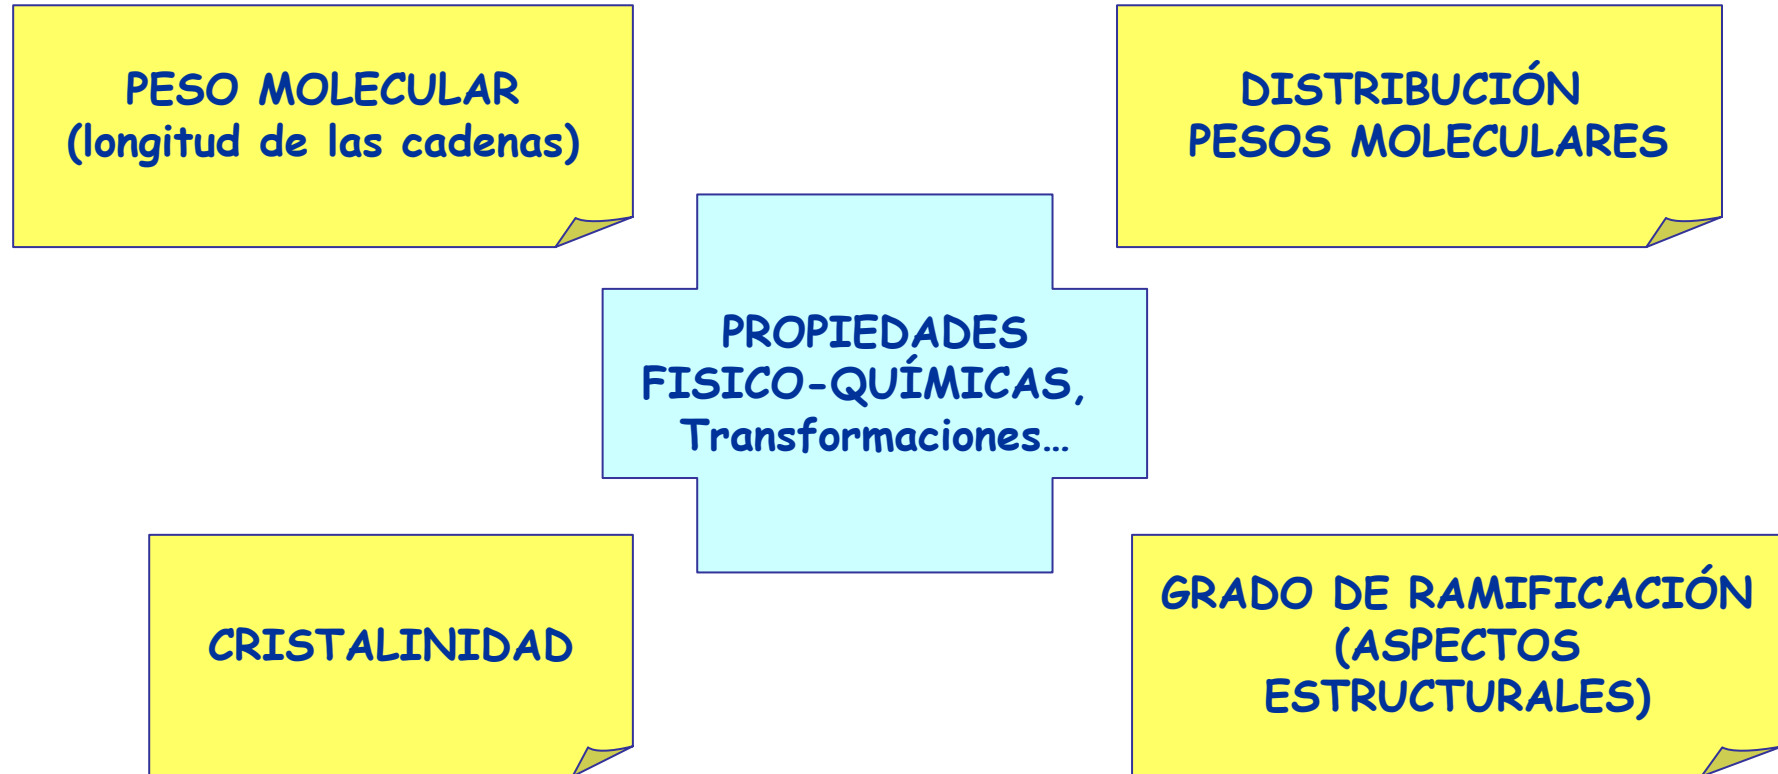 PESO MOLECULAR
(longitud de las cadenas)
DISTRIBUCIÓN
PESOS MOLECULARES
PROPIEDADES
FISICO-QUÍMICAS,
Transformaciones…
CRISTALINIDAD
GRADO DE RAMIFICACIÓN
(ASPECTOS
ESTRUCTURALES)